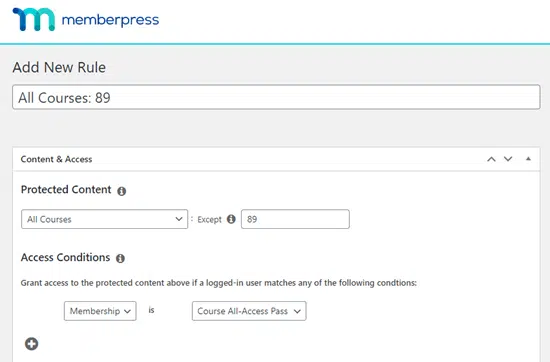 memberpress
Add New Rule
All Courses: 89
Content & Access
Protected Content
All Courses : Except 89
Access Conditions
Grant access to the protected content above if a logged-in user matches any of the following condtions:
Membership is Course All-Access Pass